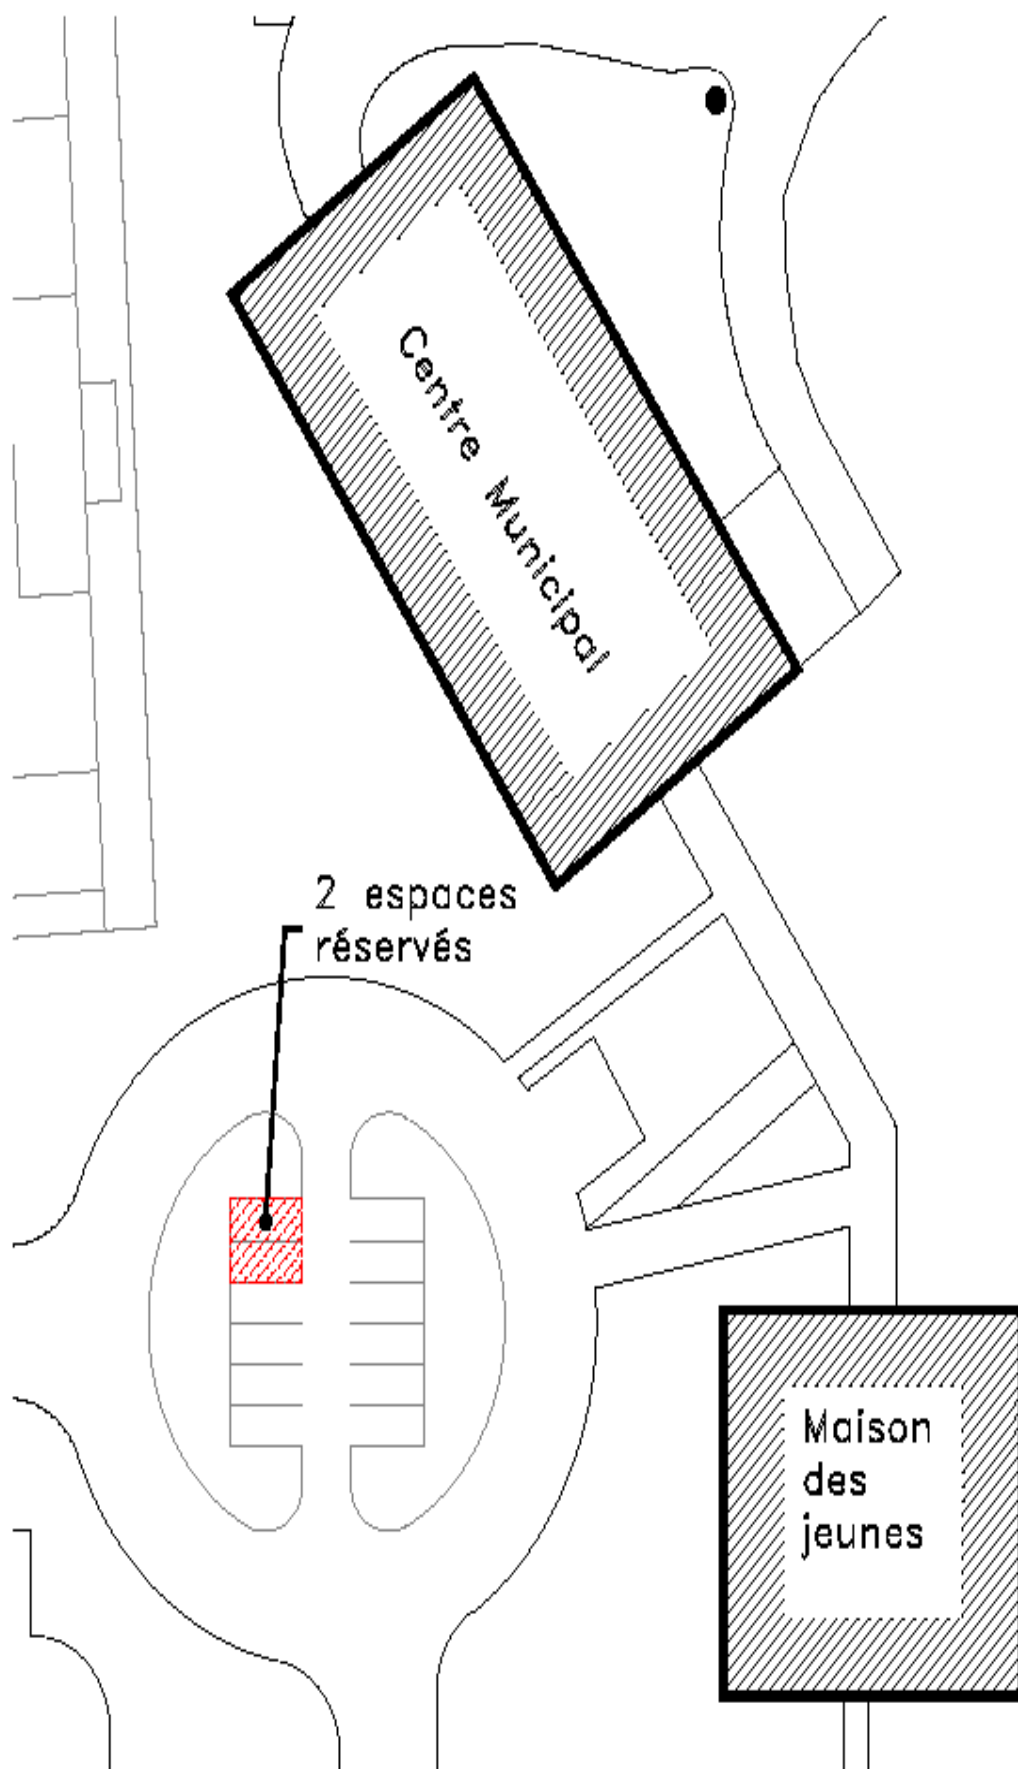 Centre Municipal
2 espaces
réservés
Maison
des
jeunes